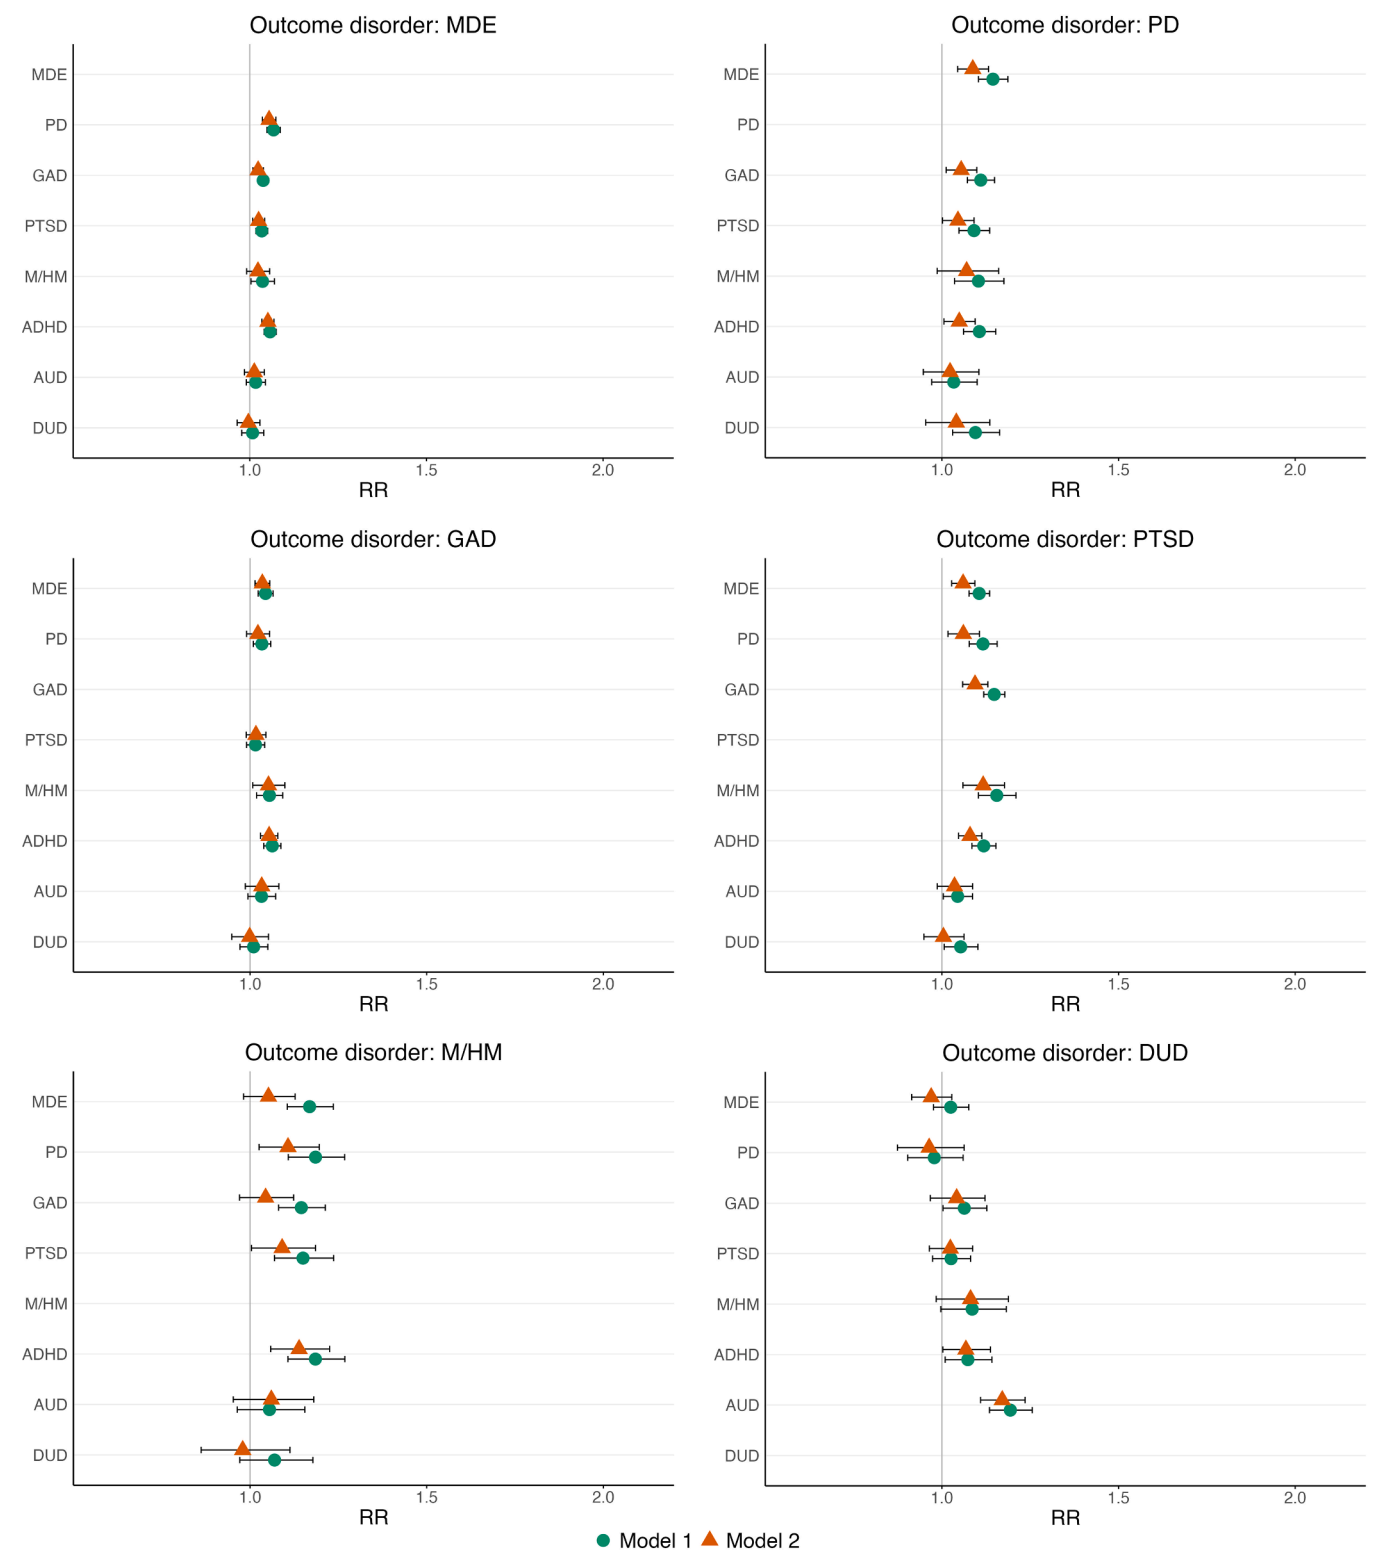 Outcome disorder: MDE
MDE
PD
GAD
PTSD
M/HM
ADHD
AUD
DUD
1.0 1.5 2.0
RR
Outcome disorder: PD
MDE
PD
GAD
PTSD
M/HM
ADHD
AUD
DUD
1.0 1.5 2.0
RR
Outcome disorder: GAD
MDE
PD
GAD
PTSD
M/HM
ADHD
AUD
DUD
1.0 1.5 2.0
RR
Outcome disorder: PTSD
MDE
PD
GAD
PTSD
M/HM
ADHD
AUD
DUD
1.0 1.5 2.0
RR
Outcome disorder: M/HM
MDE
PD
GAD
PTSD
M/HM
ADHD
AUD
DUD
1.0 1.5 2.0
RR
Outcome disorder: DUD
MDE
PD
GAD
PTSD
M/HM
ADHD
AUD
DUD
1.0 1.5 2.0
RR
Model 1 Model 2